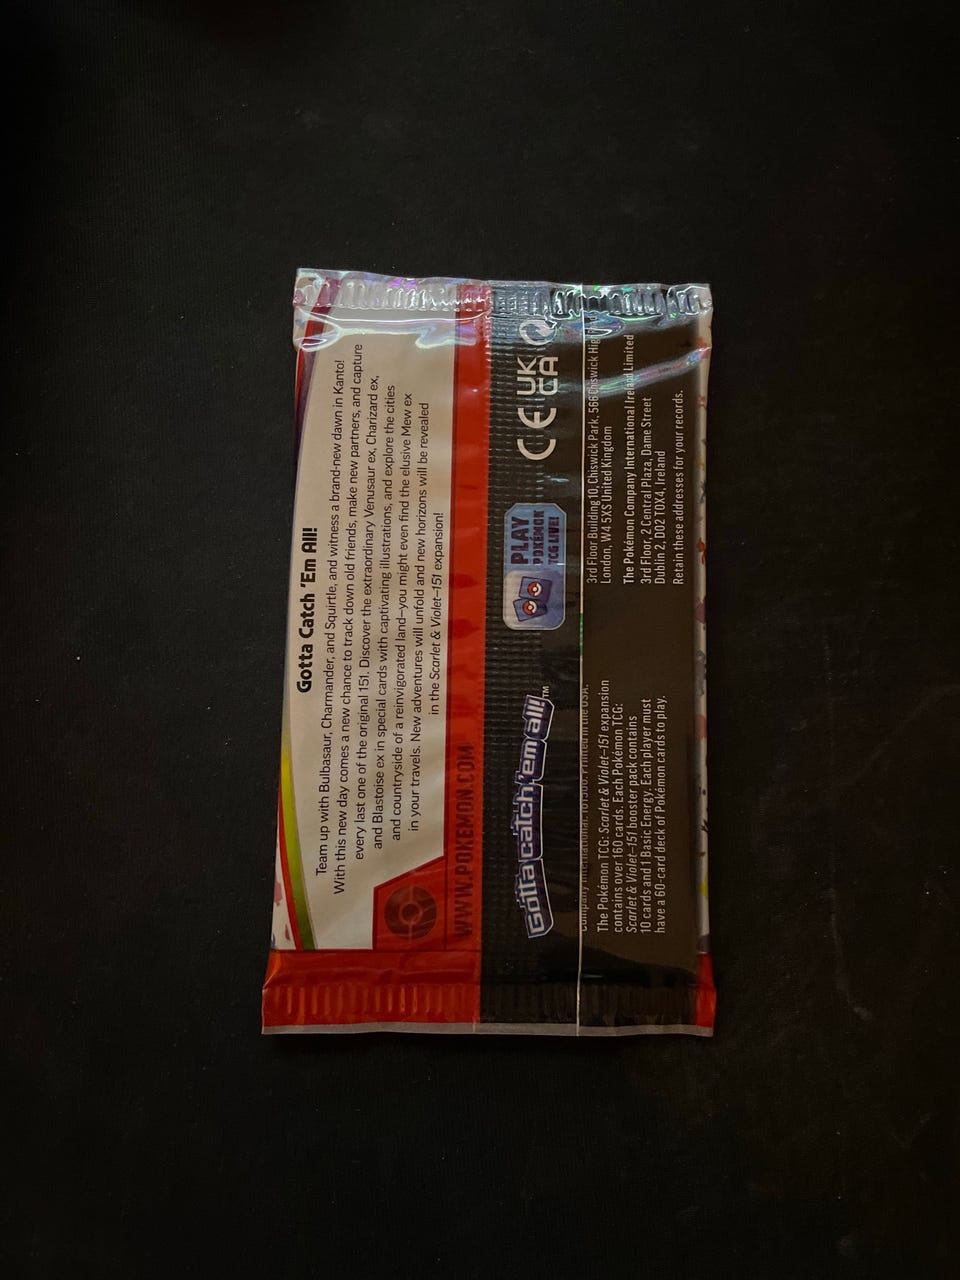 Gotta Catch 'Em All!
Team up with Bulbasaur, Charmander, and Squirtle, and witness a brand-new dawn in Kanto!
With this new day comes a new chance to track down old friends, make new partners, and capture
every last one of the original 151. Discover the extraordinary Venusaur ex, Charizard ex,
and Blastoise ex in special cards with captivating illustrations, and explore the cities
and countryside of a reinvigorated land—you might even find the elusive Mew ex
in your travels. New adventures will unfold and new horizons will be revealed
in the Scarlet & Violet—151 expansion!
WWW.POKEMON.COM
Gotta catch 'em all!™
PLAY
POKÉMON
TCG LIVE!
CE
UK
CA
The Pokémon TCG: Scarlet & Violet—151 expansion
contains over 160 cards. Each Pokémon TCG:
Scarlet & Violet—151 booster pack contains
10 cards and 1 Basic Energy. Each player must
have a 60-card deck of Pokémon cards to play.
3rd Floor Building 10, Chiswick Park, 566 Chiswick High
London, W4 5XS United Kingdom
The Pokémon Company International Ireland Limited
3rd Floor, 2 Central Plaza, Dame Street
Dublin 2, D02 T0X4, Ireland
Retain these addresses for your records.